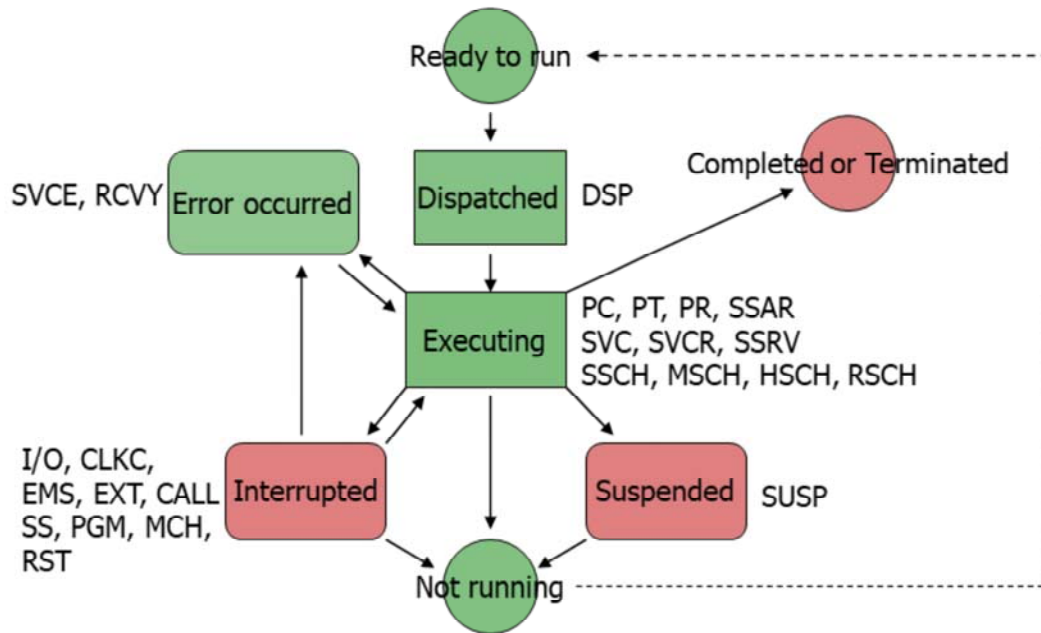 Ready to run
Completed or Terminated
SVCE, RCVY
Error occurred
Dispatched
DSP
Executing
PC, PT, PR, SSAR
SVC, SVCR, SSRV
SSCH, MSCH, HSCH, RSCH
I/O, CLKC,
EMS, EXT, CALL
SS, PGM, MCH,
RST
Interrupted
Suspended
SUSP
Not running